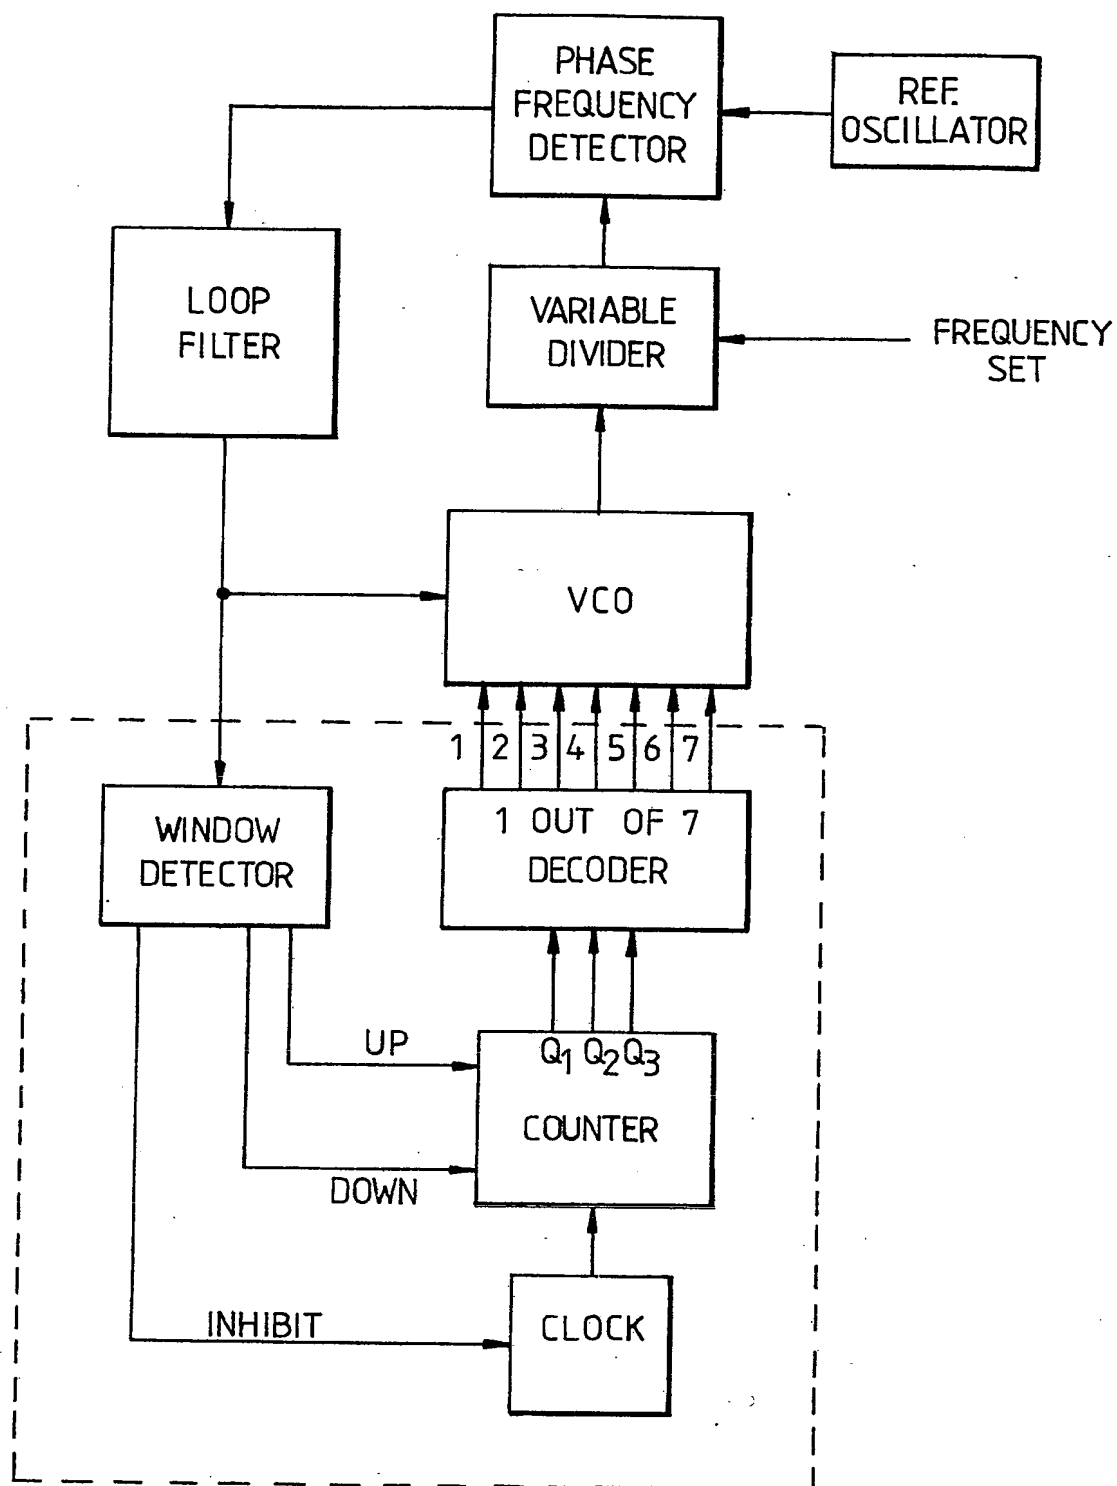 PHASE
FREQUENCY
DETECTOR
REF.
OSCILLATOR
LOOP
FILTER
VARIABLE
DIVIDER
FREQUENCY
SET
VCO
1 2 3 4 5 6 7
WINDOW
DETECTOR
1 OUT OF 7
DECODER
UP
Q1 Q2 Q3
COUNTER
DOWN
INHIBIT
CLOCK